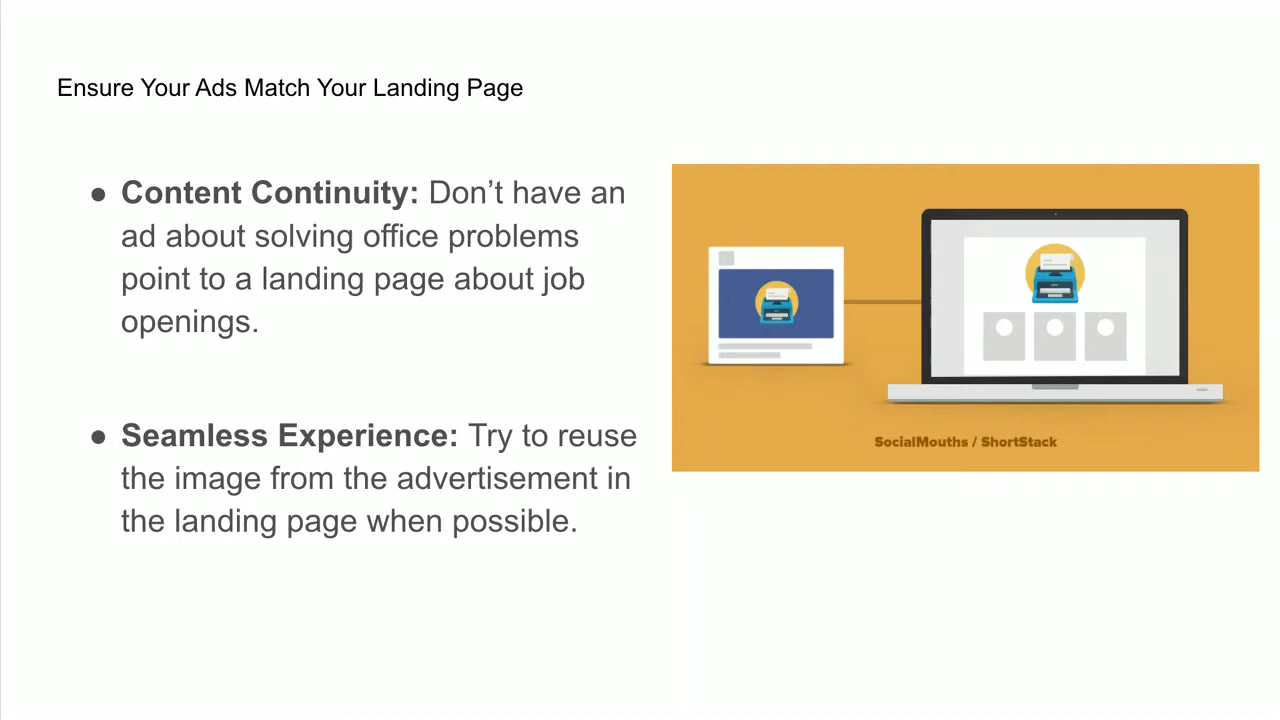 Ensure Your Ads Match Your Landing Page
● Content Continuity: Don’t have an
ad about solving office problems
point to a landing page about job
openings.
● Seamless Experience: Try to reuse
the image from the advertisement in
the landing page when possible.
SocialMouths / ShortStack